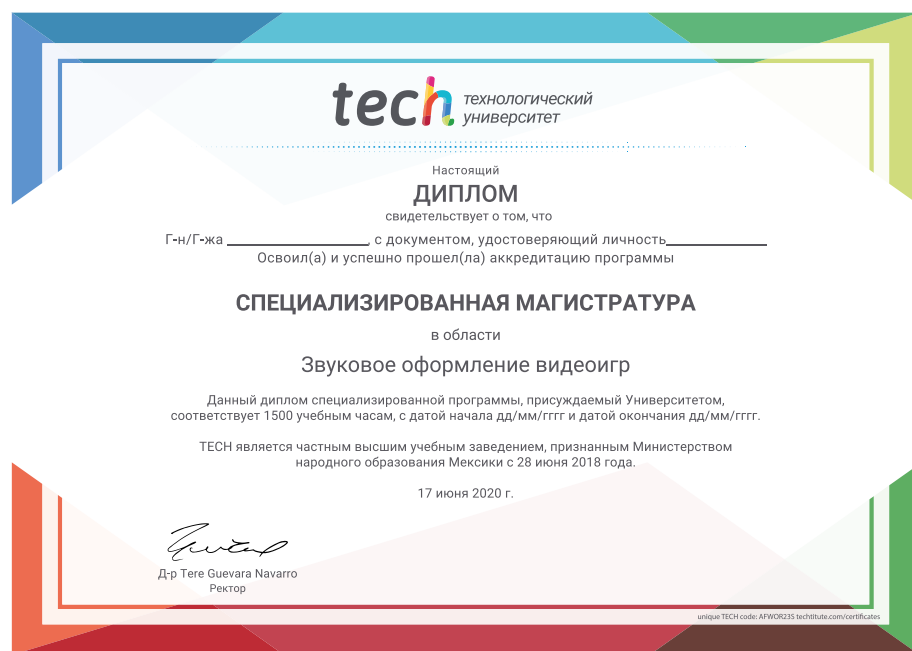 tech технологический
университет
Настоящий
ДИПЛОМ
свидетельствует о том, что
Г-н/Г-жа ____________, с документом, удостоверяющий личность____________
Освоил(а) и успешно прошел(ла) аккредитацию программы
СПЕЦИАЛИЗИРОВАННАЯ МАГИСТРАТУРА
в области
Звуковое оформление видеоигр
Данный диплом специализированной программы, присуждаемый Университетом,
соответствует 1500 учебным часам, с датой начала дд/мм/гггг и датой окончания дд/мм/гггг.
TECH является частным высшим учебным заведением, признанным Министерством
народного образования Мексики с 28 июня 2018 года.
17 июня 2020 г.
Д-р Tere Guevara Navarro
Ректор
unique TECH code: AFWOR23S techtitute.com/certificates